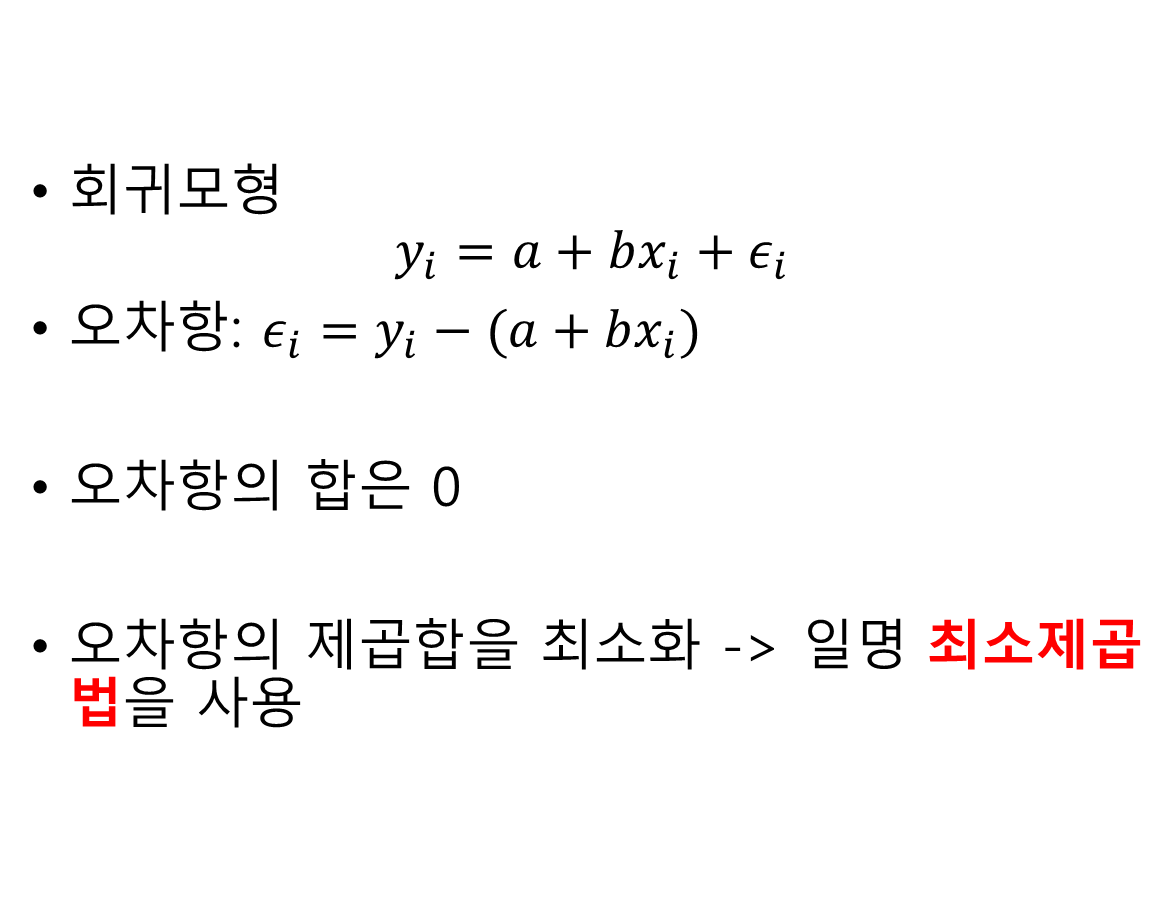 • 회귀모형
yᵢ = a + bxᵢ + ϵᵢ
• 오차항: ϵᵢ = yᵢ − (a + bxᵢ)
• 오차항의 합은 0
• 오차항의 제곱합을 최소화 -> 일명 최소제곱
법을 사용